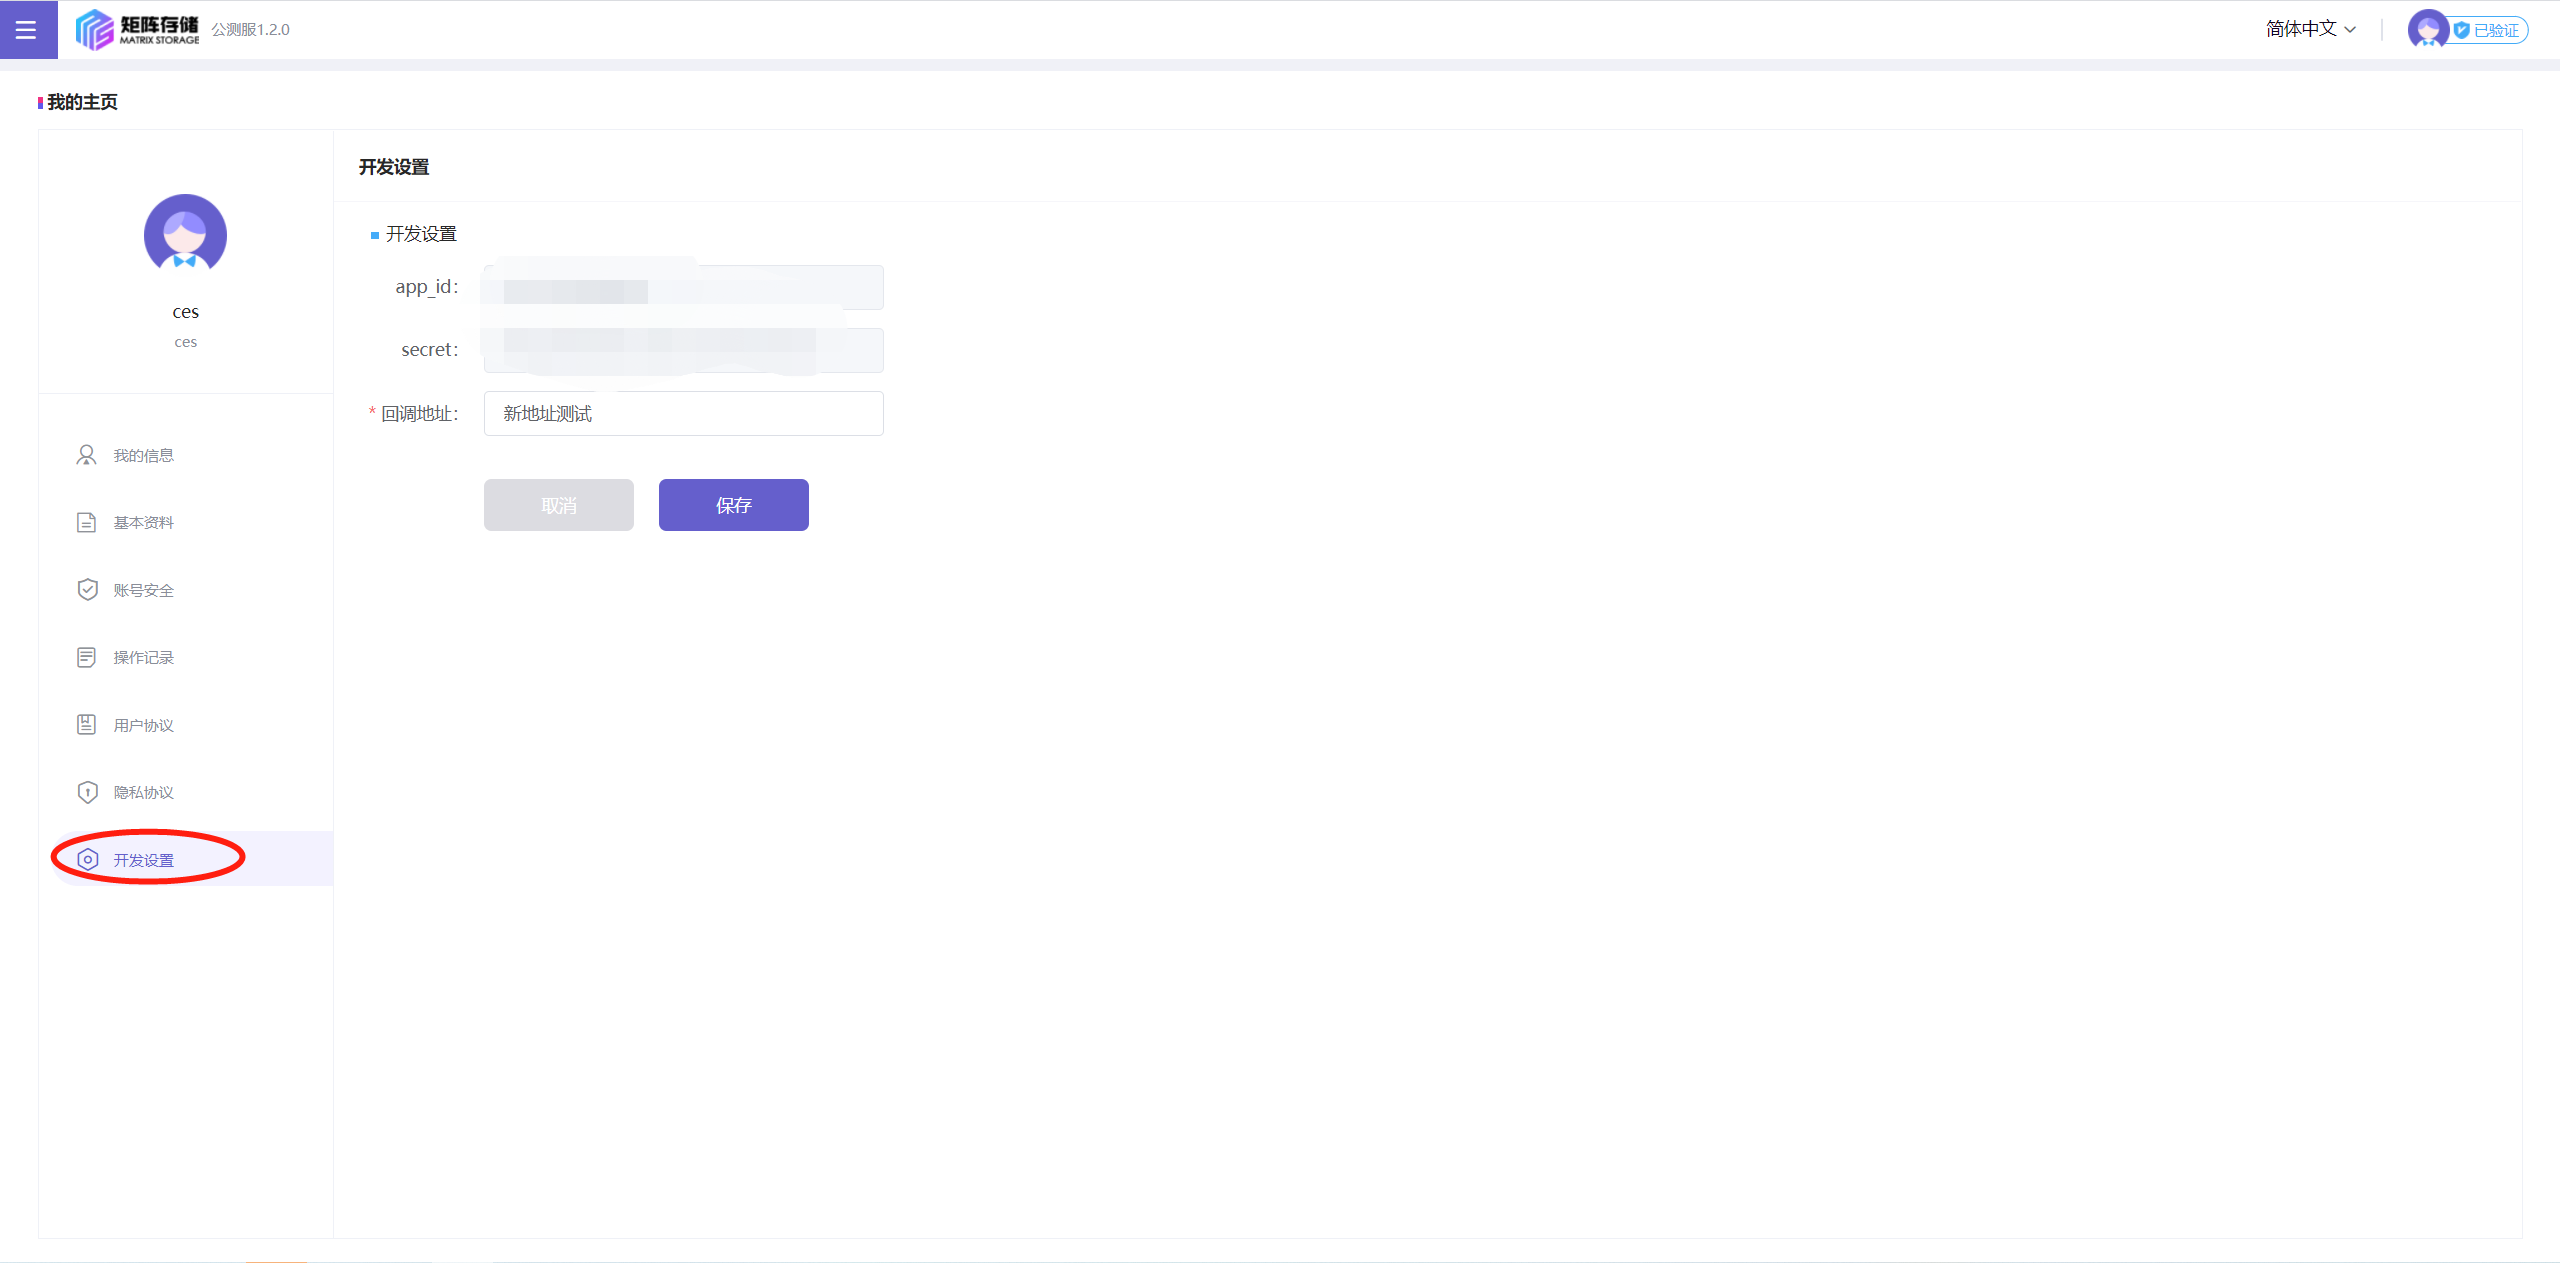 矩阵存储
MATRIX STORAGE
公测服1.2.0
简体中文
已验证
我的主页
ces
ces
我的信息
基本资料
账号安全
操作记录
用户协议
隐私协议
开发设置
开发设置
开发设置
app_id:
secret:
* 回调地址: 新地址测试
取消 保存